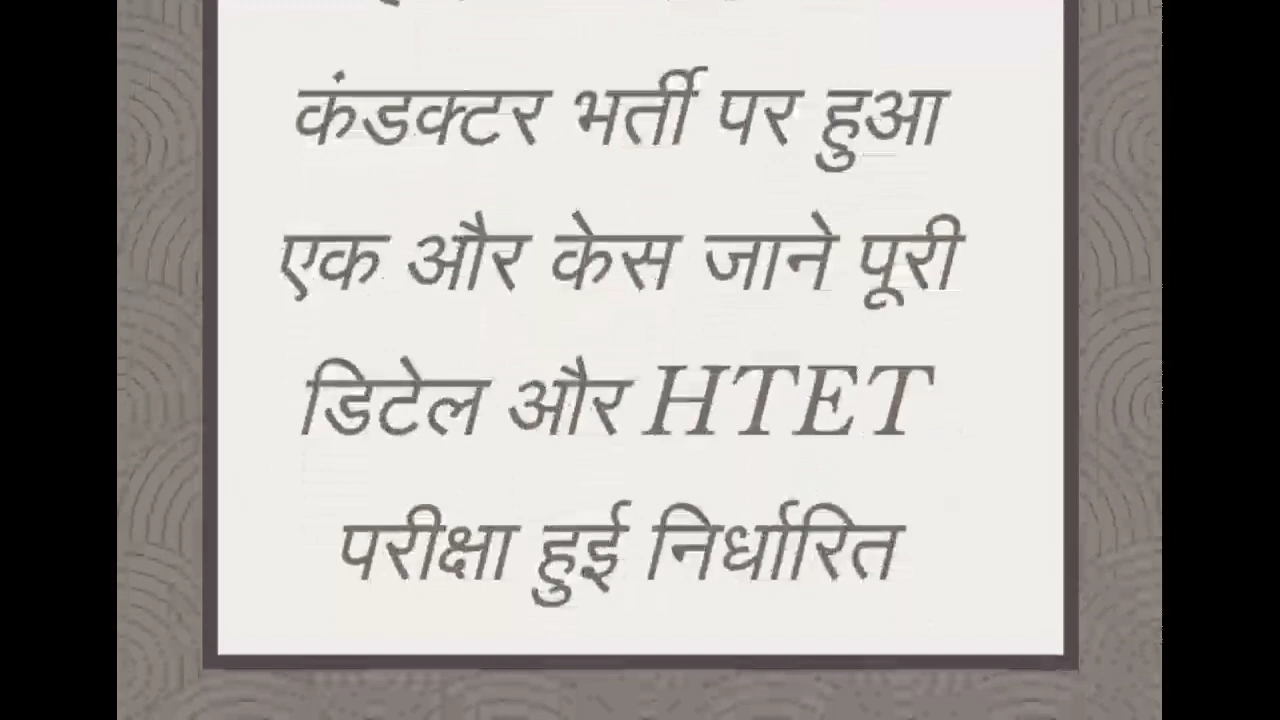 कंडक्टर भर्ती पर हुआ
एक और केस जाने पूरी
डिटेल और HTET
परीक्षा हुई निर्धारित